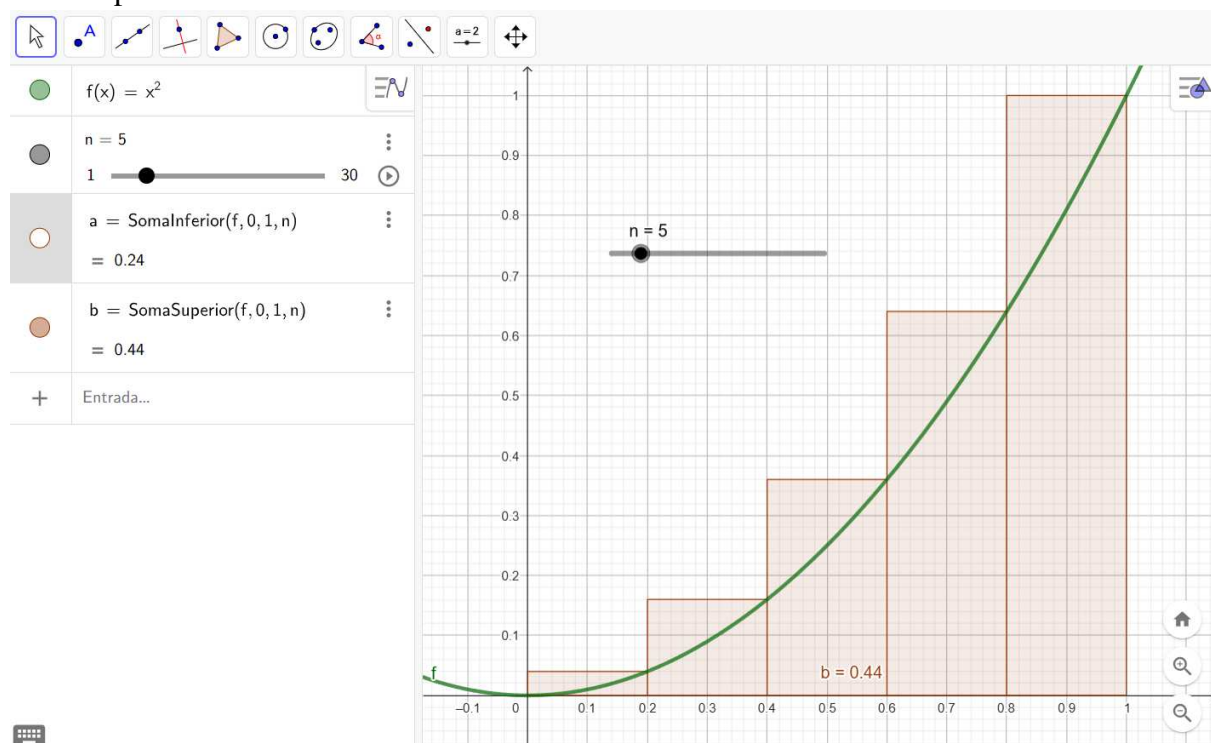 A
α
a=2
f(x) = x²
n = 5
1
30
a = SomaInferior(f, 0, 1, n)
= 0.24
b = SomaSuperior(f, 0, 1, n)
= 0.44
+ Entrada...
1
0.9
0.8
0.7
0.6
0.5
0.4
0.3
0.2
0.1
n = 5
f
b = 0.44
–0.1 0 0.1 0.2 0.3 0.4 0.5 0.6 0.7 0.8 0.9 1